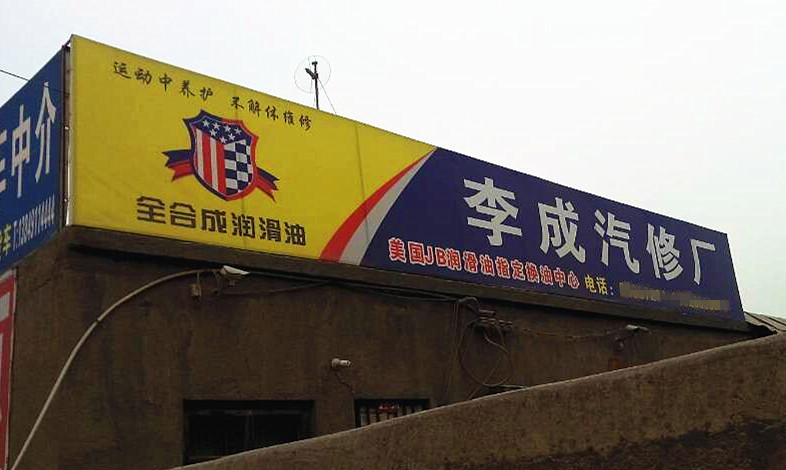 运动中养护 不解体维修
全合成润滑油
李成汽修厂
美国JB润滑油指定换油中心 电话:
车中介